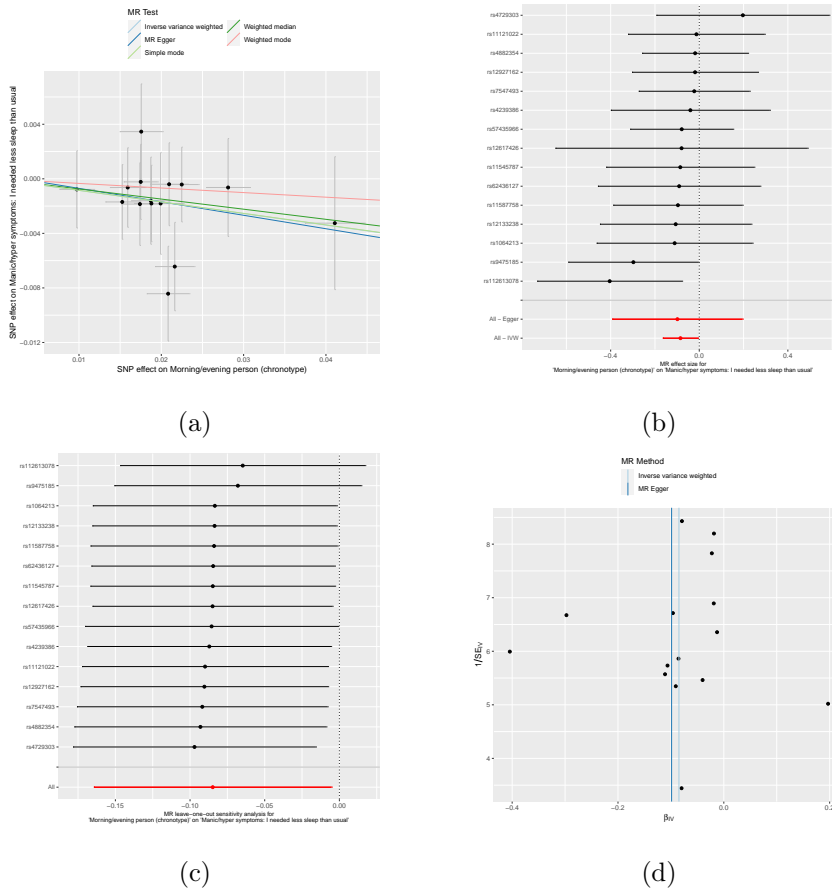 MR Test
Inverse variance weighted
MR Egger
Simple mode
Weighted median
Weighted mode
SNP effect on Manic/hyper symptoms: I needed less sleep than usual
0.004
0.000
−0.004
−0.008
−0.012
0.01
0.02
0.03
0.04
SNP effect on Morning/evening person (chronotype)
(a)
rs4729303
rs11121022
rs4882354
rs12927162
rs7547493
rs4239386
rs57435966
rs12617426
rs11545787
rs62436127
rs11587758
rs12133238
rs1064213
rs9475185
rs112613078
All − Egger
All − IVW
−0.4
0.0
0.4
MR effect size for
'Morning/evening person (chronotype)' on 'Manic/hyper symptoms: I needed less sleep than usual'
(b)
rs112613078
rs9475185
rs1064213
rs12133238
rs11587758
rs62436127
rs11545787
rs12617426
rs57435966
rs4239386
rs11121022
rs12927162
rs7547493
rs4882354
rs4729303
All
−0.15
−0.10
−0.05
0.00
MR leave−one−out sensitivity analysis for
'Morning/evening person (chronotype)' on 'Manic/hyper symptoms: I needed less sleep than usual'
(c)
MR Method
Inverse variance weighted
MR Egger
1/SE_IV
8
7
6
5
4
−0.4
−0.2
0.0
0.2
β_IV
(d)